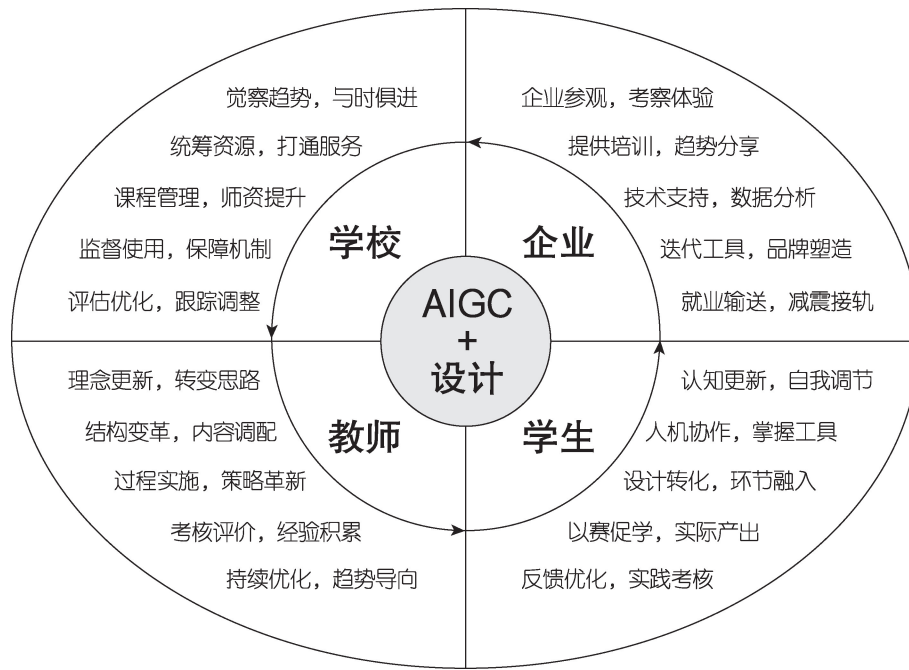 觉察趋势，与时俱进
统筹资源，打通服务
课程管理，师资提升
监督使用，保障机制
评估优化，跟踪调整
学校
企业参观，考察体验
提供培训，趋势分享
技术支持，数据分析
迭代工具，品牌塑造
就业输送，减震接轨
企业
AIGC
+
设计
理念更新，转变思路
结构变革，内容调配
过程实施，策略革新
考核评价，经验积累
持续优化，趋势导向
教师
认知更新，自我调节
人机协作，掌握工具
设计转化，环节融入
以赛促学，实际产出
反馈优化，实践考核
学生